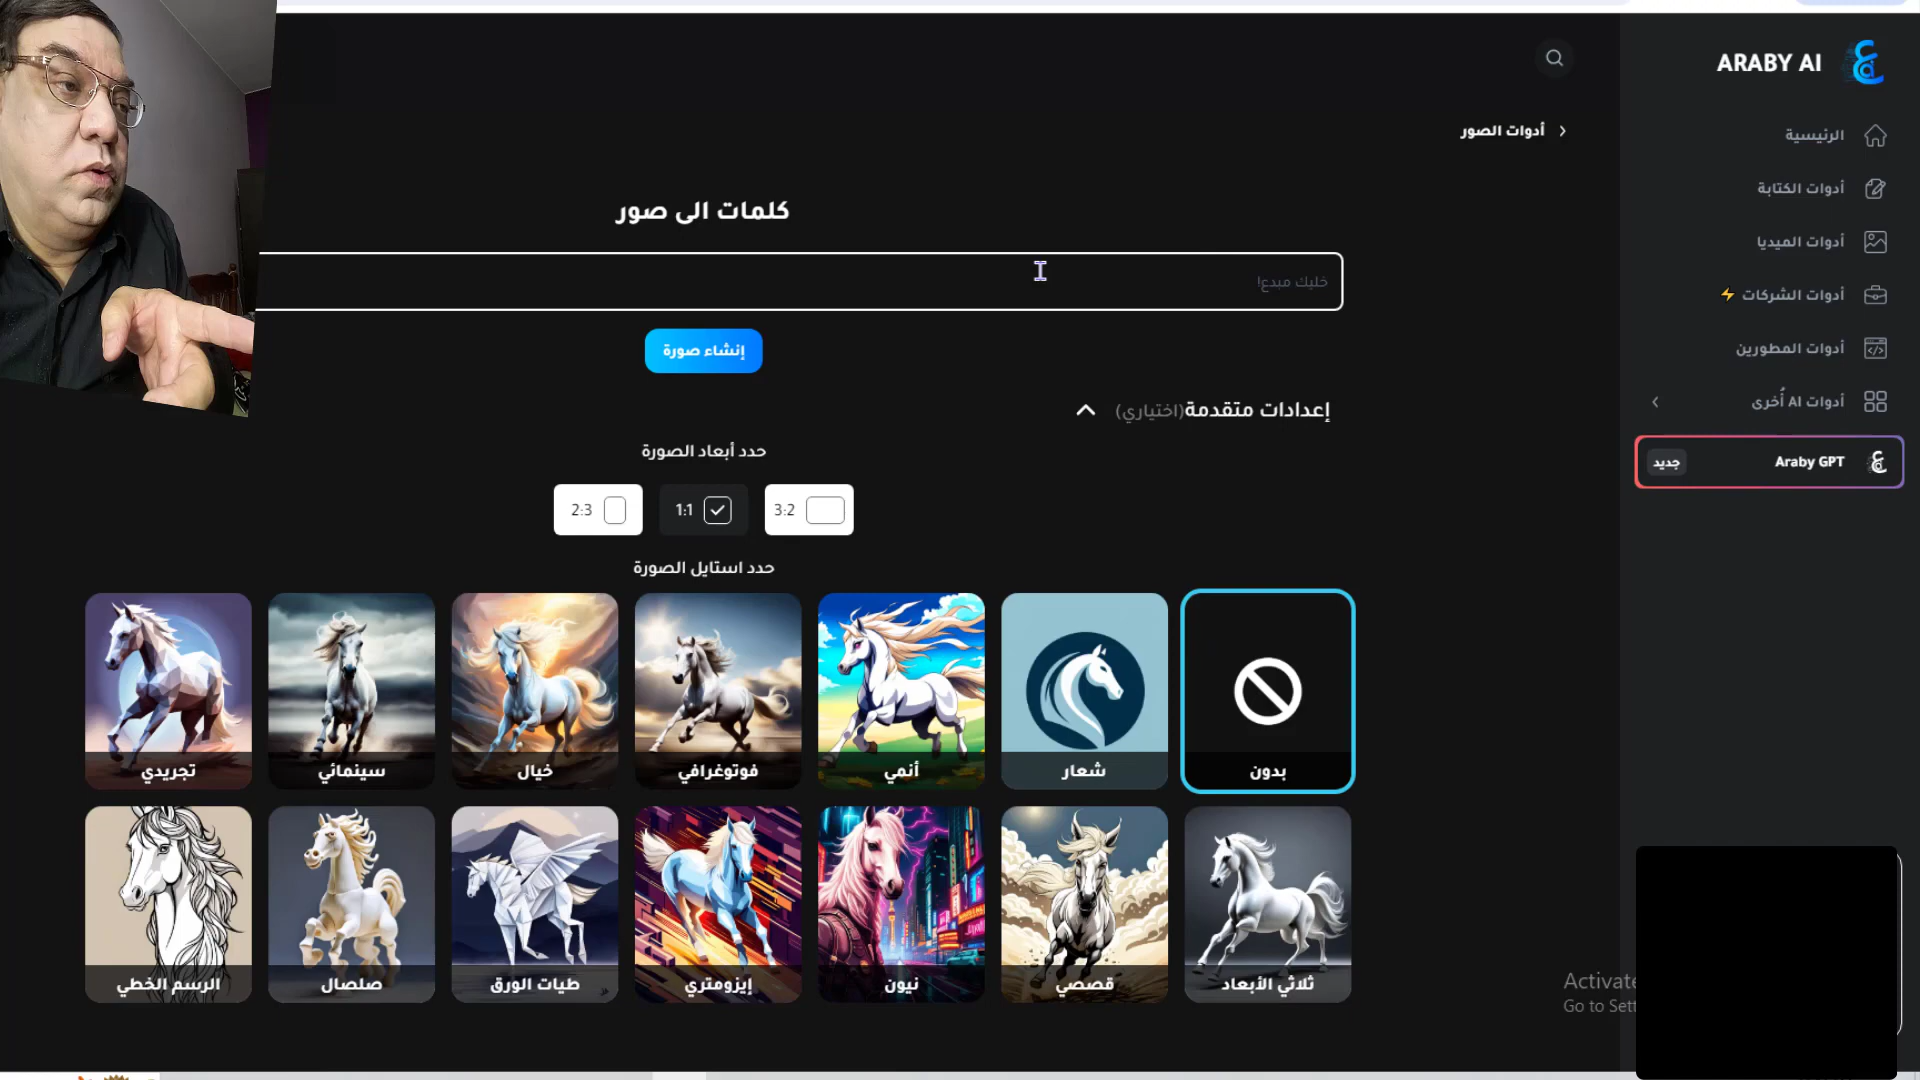 ARABY AI
الرئيسية
أدوات الكتابة
أدوات الميديا
أدوات الشركات
أدوات المطورين
أدوات AI أُخرى
Araby GPT
جديد
أدوات الصور
كلمات الى صور
خليك مبدع!
إنشاء صورة
إعدادات متقدمة(اختياري)
حدد أبعاد الصورة
3:2
1:1
2:3
حدد استايل الصورة
بدون
شعار
أنمي
فوتوغرافي
خيال
سينمائي
تجريدي
ثلاثي الأبعاد
قصصي
نيون
إيزومتري
طيات الورق
صلصال
الرسم الخطي
Activate
Go to